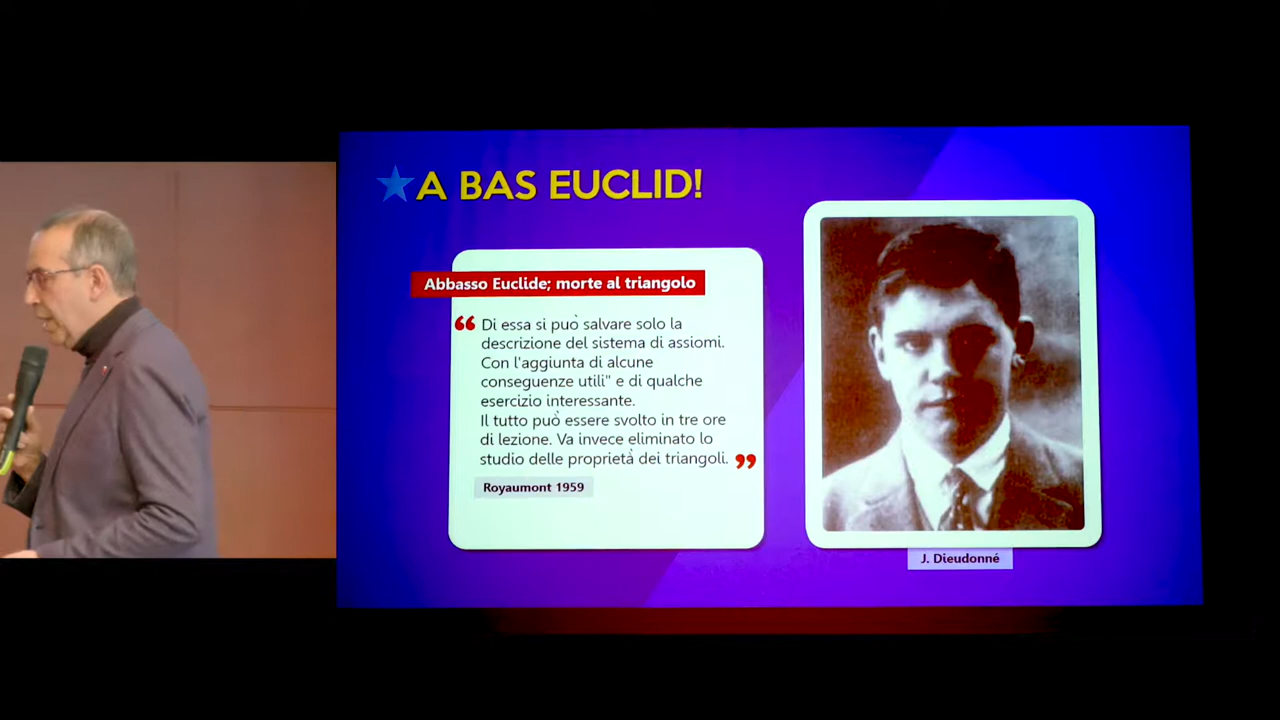 A BAS EUCLID!
Abbasso Euclide; morte al triangolo
“ Di essa si può salvare solo la
descrizione del sistema di assiomi.
Con l'aggiunta di alcune
conseguenze utili" e di qualche
esercizio interessante.
Il tutto può essere svolto in tre ore
di lezione. Va invece eliminato lo
studio delle proprietà dei triangoli. ”
Royaumont 1959
J. Dieudonné